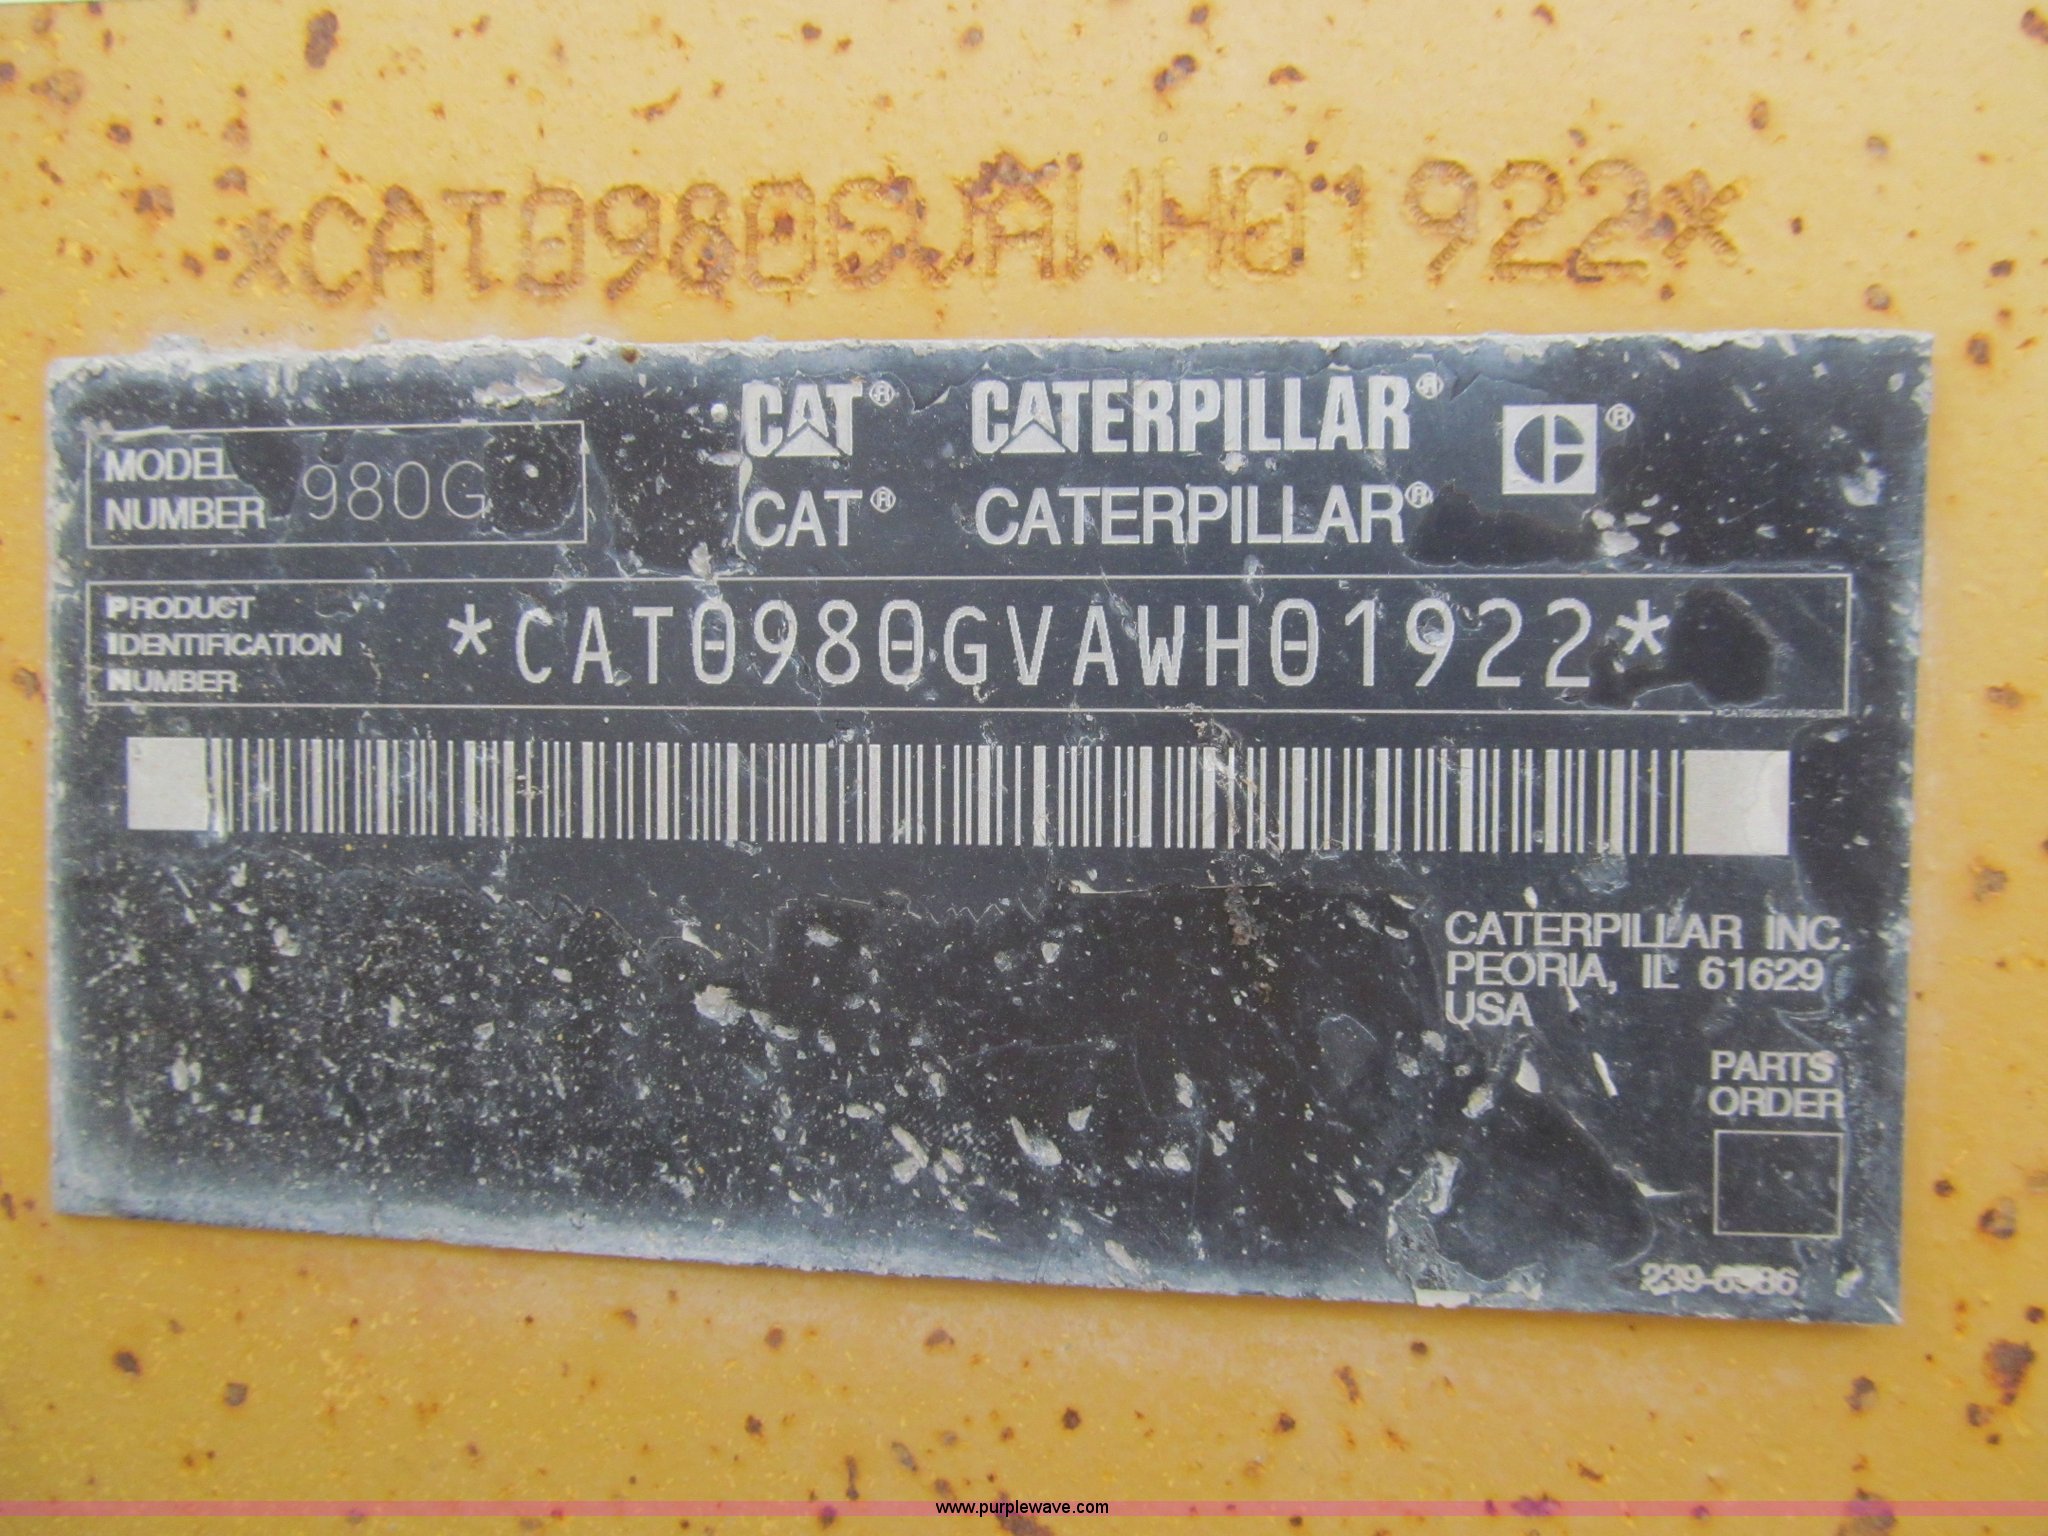 *CAT0980GVAWH01922*
CAT® CATERPILLAR® ®
MODEL NUMBER 980G
CAT® CATERPILLAR®
PRODUCT
IDENTIFICATION
NUMBER
*CAT0980GVAWH01922*
CATERPILLAR INC.
PEORIA, IL 61629
USA
PARTS
ORDER
www.purplewave.com